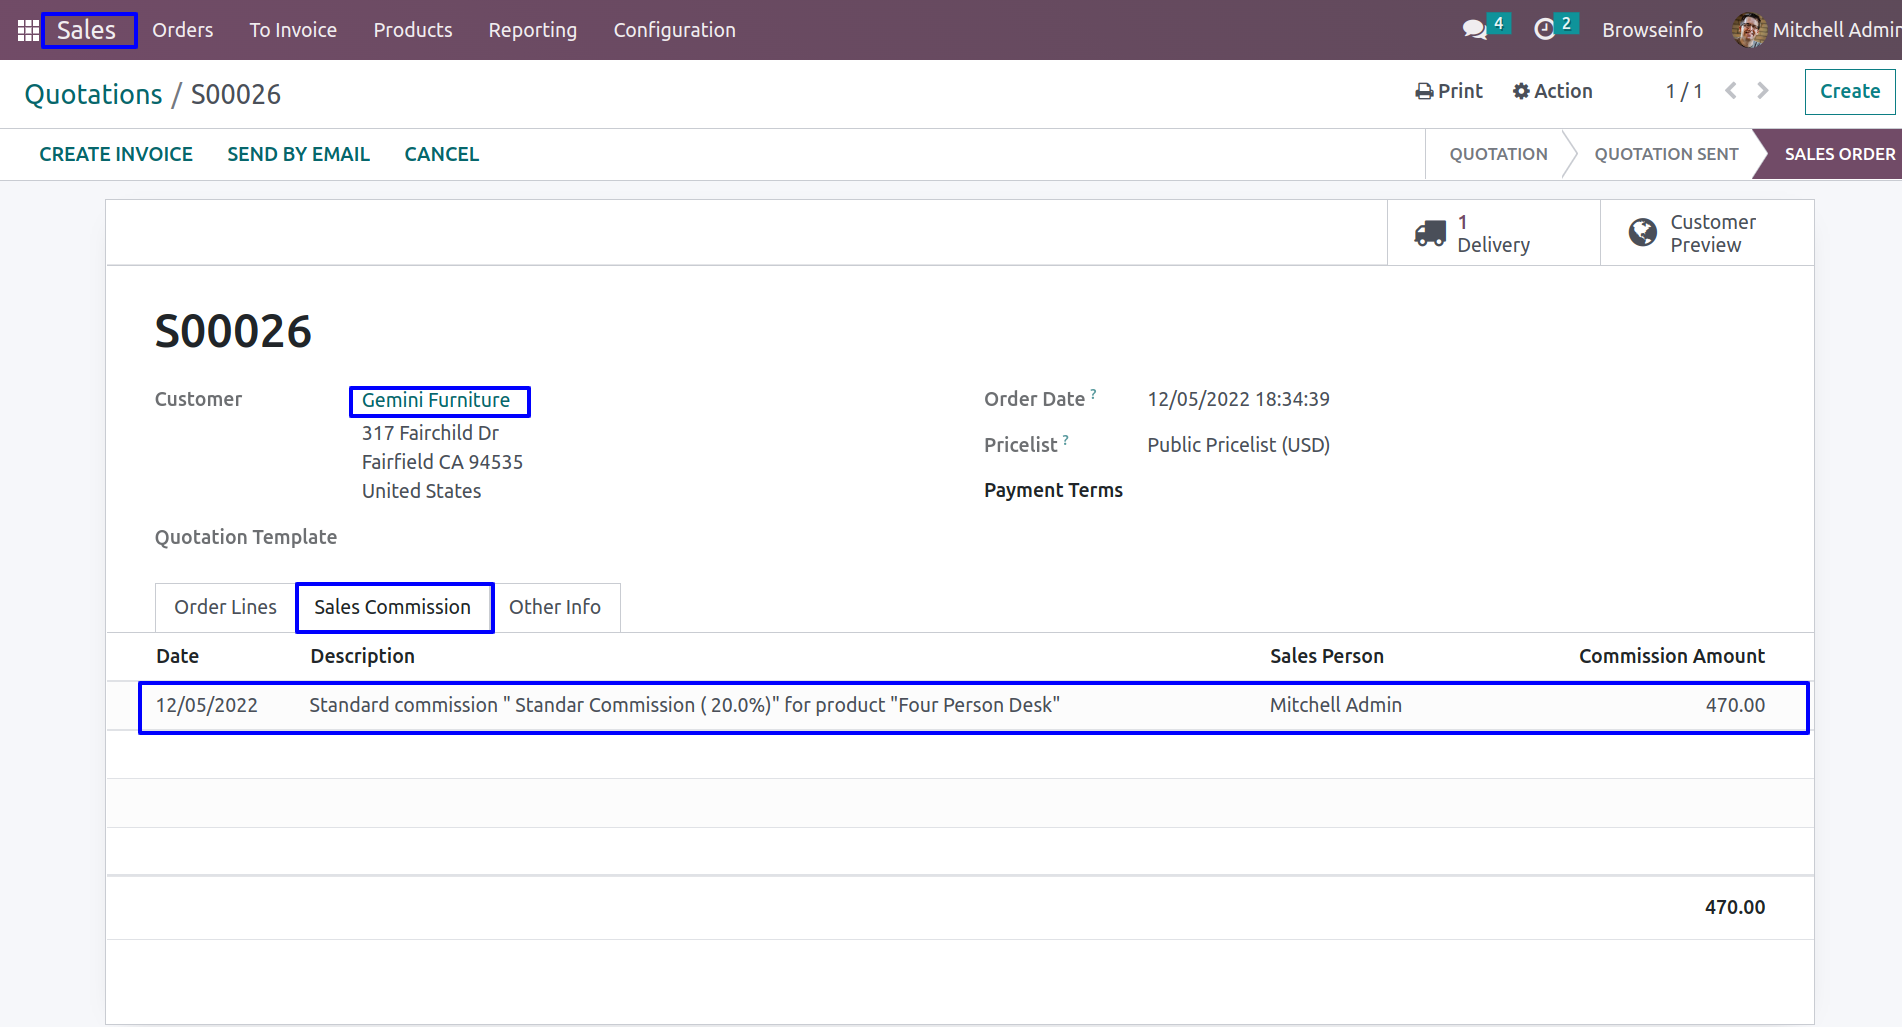 Sales Orders To Invoice Products Reporting Configuration 4 2 Browseinfo Mitchell Admin
Quotations / S00026 Print Action 1 / 1 Create
CREATE INVOICE SEND BY EMAIL CANCEL QUOTATION QUOTATION SENT SALES ORDER
1
Delivery
Customer
Preview
S00026
Customer Gemini Furniture
317 Fairchild Dr
Fairfield CA 94535
United States
Quotation Template
Order Date ? 12/05/2022 18:34:39
Pricelist ? Public Pricelist (USD)
Payment Terms
Order Lines Sales Commission Other Info
Date Description Sales Person Commission Amount
12/05/2022 Standard commission " Standar Commission ( 20.0%)" for product "Four Person Desk" Mitchell Admin 470.00
470.00